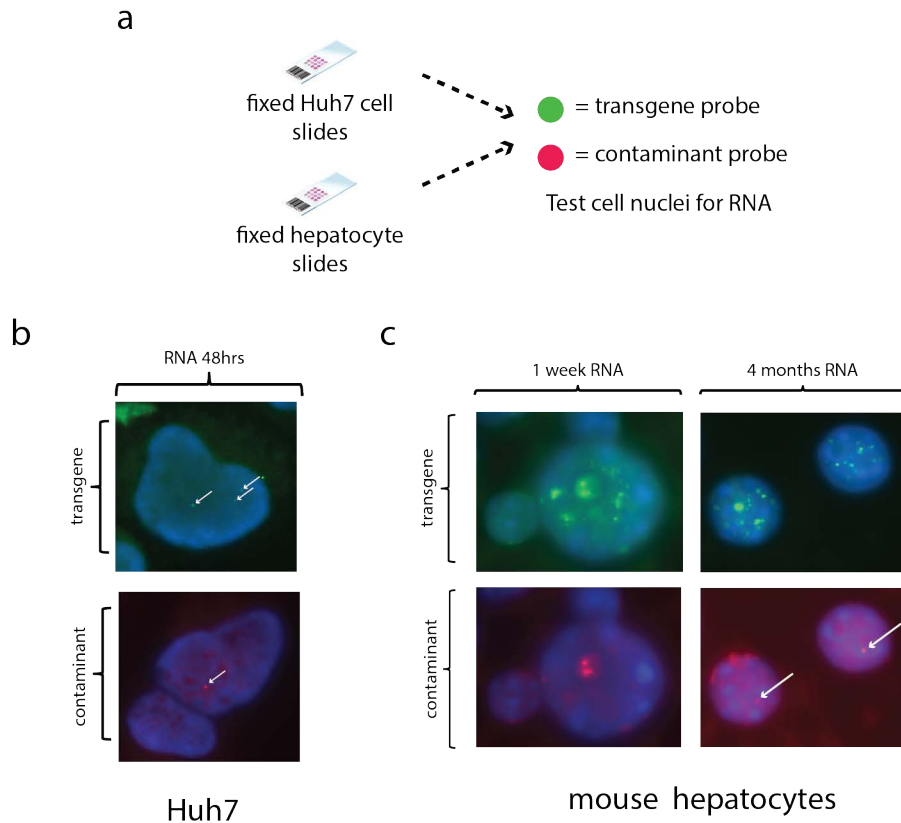 a
fixed Huh7 cell
slides
fixed hepatocyte
slides
= transgene probe
= contaminant probe
Test cell nuclei for RNA
b
RNA 48hrs
transgene
contaminant
Huh7
c
1 week RNA
4 months RNA
transgene
contaminant
mouse hepatocytes